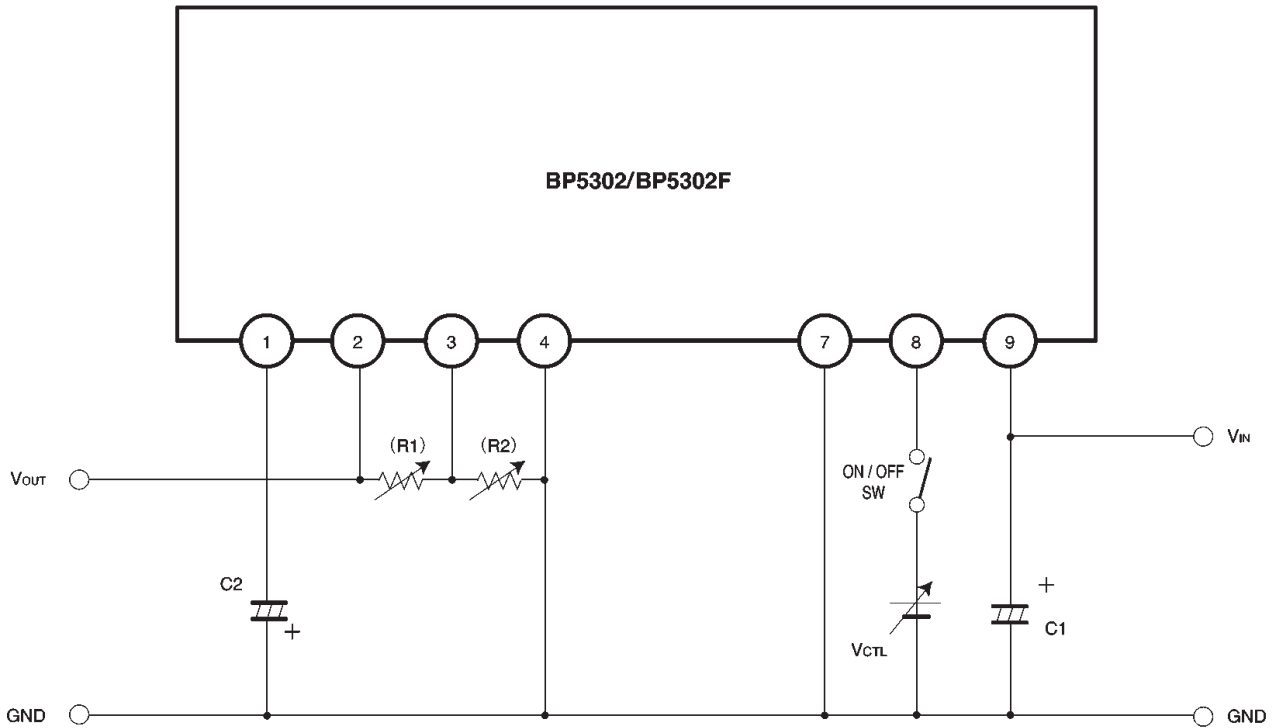 BP5302/BP5302F
1
2
3
4
7
8
9
(R1)
(R2)
VIN
VOUT
ON / OFF
SW
C2
+
+
C1
VCTL
GND
GND